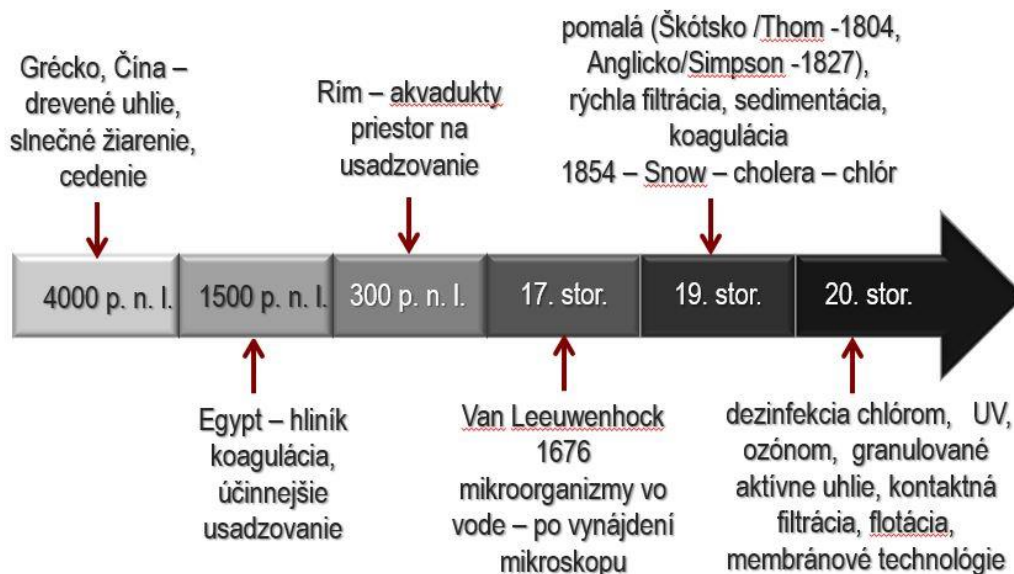 Grécko, Čína –
drevené uhlie,
slnečné žiarenie,
cedenie
Rím – akvadukty
priestor na
usadzovanie
pomalá (Škótsko /Thom -1804,
Anglicko/Simpson -1827),
rýchla filtrácia, sedimentácia,
koagulácia
1854 – Snow – cholera – chlór
4000 p. n. l.
1500 p. n. l.
300 p. n. l.
17. stor.
19. stor.
20. stor.
Egypt – hliník
koagulácia,
účinnejšie
usadzovanie
Van Leeuwenhock
1676
mikroorganizmy vo
vode – po vynájdení
mikroskopu
dezinfekcia chlórom, UV,
ozónom, granulované
aktívne uhlie, kontaktná
filtrácia, flotácia,
membránové technológie